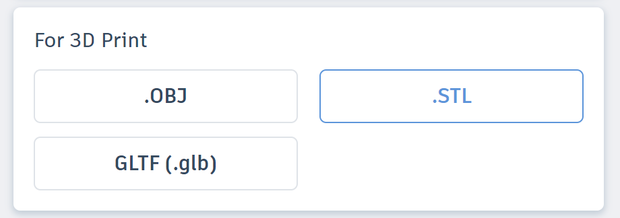 For 3D Print
.OBJ
.STL
GLTF (.glb)